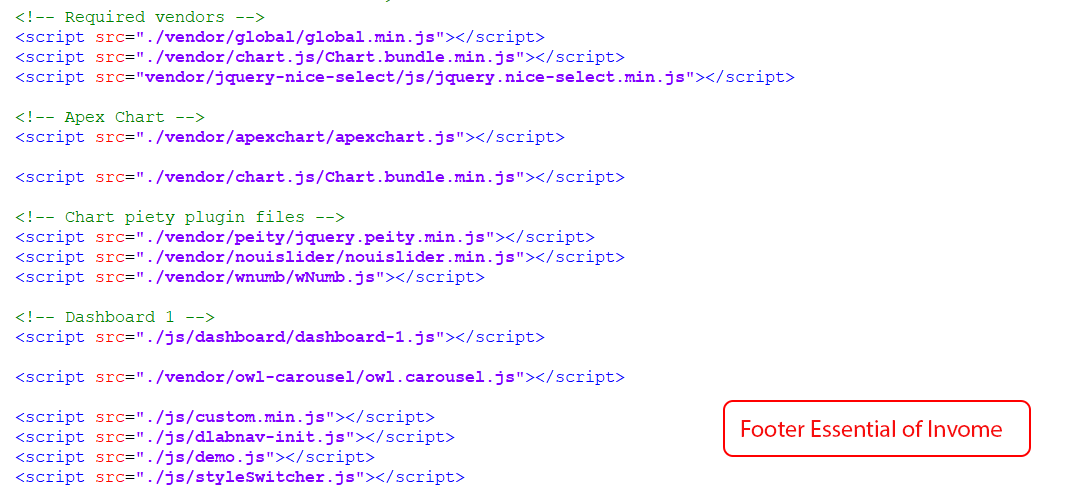 <!-- Required vendors -->
<script src="./vendor/global/global.min.js"></script>
<script src="./vendor/chart.js/Chart.bundle.min.js"></script>
<script src="vendor/jquery-nice-select/js/jquery.nice-select.min.js"></script>
<!-- Apex Chart -->
<script src="./vendor/apexchart/apexchart.js"></script>
<script src="./vendor/chart.js/Chart.bundle.min.js"></script>
<!-- Chart piety plugin files -->
<script src="./vendor/peity/jquery.peity.min.js"></script>
<script src="./vendor/nouislider/nouislider.min.js"></script>
<script src="./vendor/wnumb/wNumb.js"></script>
<!-- Dashboard 1 -->
<script src="./js/dashboard/dashboard-1.js"></script>
<script src="./vendor/owl-carousel/owl.carousel.js"></script>
<script src="./js/custom.min.js"></script>
<script src="./js/dlabnav-init.js"></script>
<script src="./js/demo.js"></script>
<script src="./js/styleSwitcher.js"></script>
Footer Essential of Invome